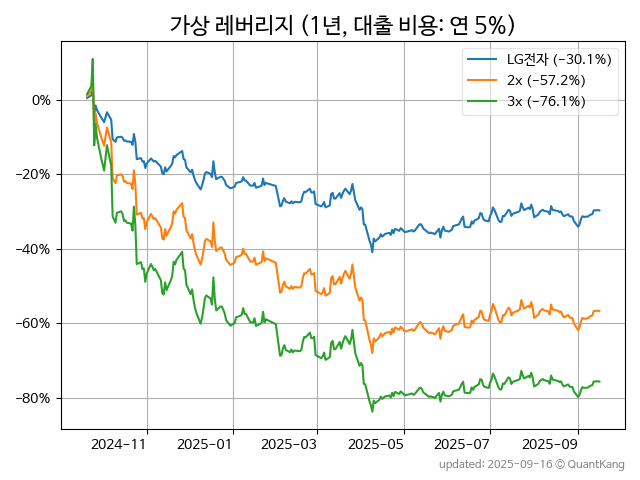 가상 레버리지 (1년, 대출 비용: 연 5%)
LG전자 (−30.1%)
2x (−57.2%)
3x (−76.1%)
0%
−20%
−40%
−60%
−80%
2024−11 2025−01 2025−03 2025−05 2025−07 2025−09
updated: 2025−09−16 © QuantKang